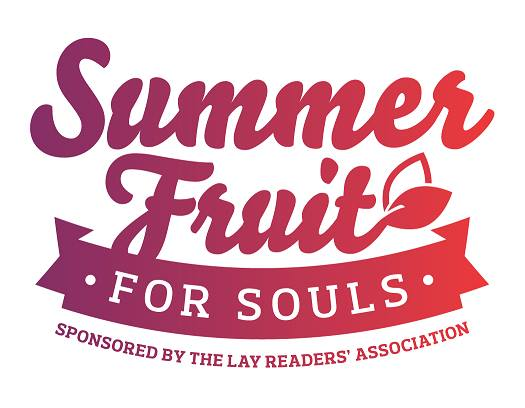 Summer
Fruit
• FOR SOULS •
SPONSORED BY THE LAY READERS' ASSOCIATION